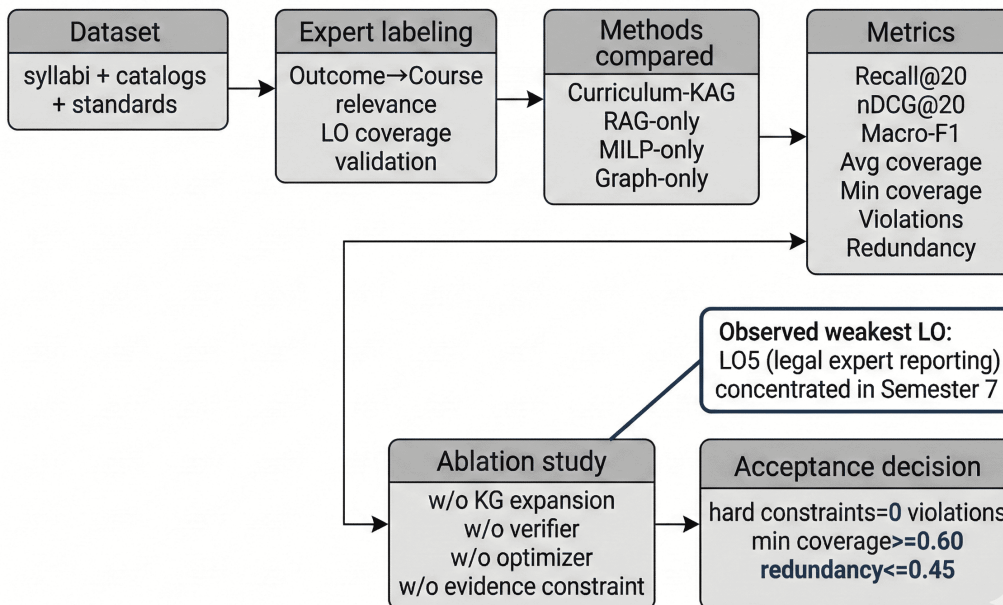 Dataset
syllabi + catalogs
+ standards
Expert labeling
Outcome→Course
relevance
LO coverage
validation
Methods
compared
Curriculum-KAG
RAG-only
MILP-only
Graph-only
Metrics
Recall@20
nDCG@20
Macro-F1
Avg coverage
Min coverage
Violations
Redundancy
Observed weakest LO:
LO5 (legal expert reporting)
concentrated in Semester 7
Ablation study
w/o KG expansion
w/o verifier
w/o optimizer
w/o evidence constraint
Acceptance decision
hard constraints=0 violations
min coverage>=0.60
redundancy<=0.45